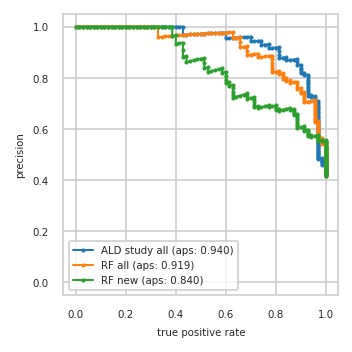 1.0
0.8
0.6
0.4
0.2
0.0
precision
ALD study all (aps: 0.940)
RF all (aps: 0.919)
RF new (aps: 0.840)
0.0 0.2 0.4 0.6 0.8 1.0
true positive rate